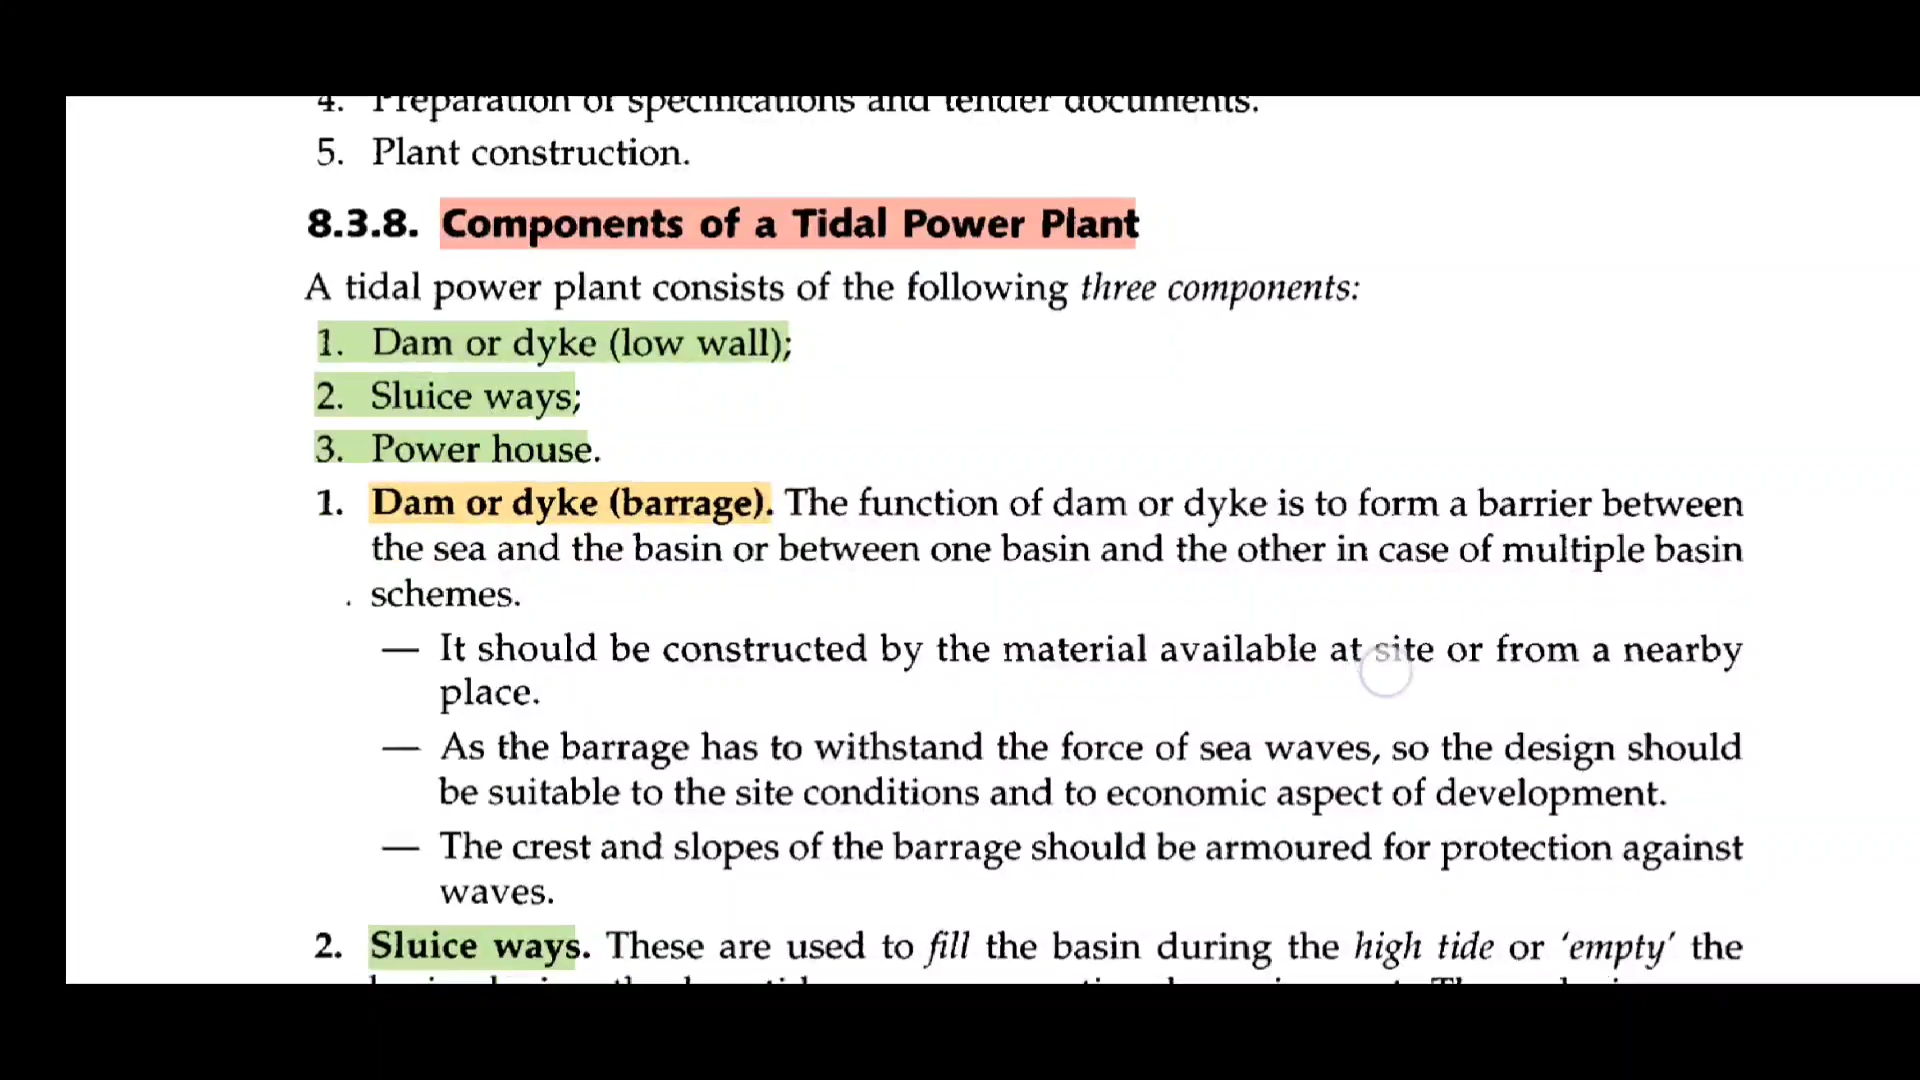 4. Preparation of specifications and tender documents.
5. Plant construction.
8.3.8. Components of a Tidal Power Plant
A tidal power plant consists of the following three components:
1. Dam or dyke (low wall);
2. Sluice ways;
3. Power house.
1. Dam or dyke (barrage). The function of dam or dyke is to form a barrier between
the sea and the basin or between one basin and the other in case of multiple basin
schemes.
— It should be constructed by the material available at site or from a nearby
place.
— As the barrage has to withstand the force of sea waves, so the design should
be suitable to the site conditions and to economic aspect of development.
— The crest and slopes of the barrage should be armoured for protection against
waves.
2. Sluice ways. These are used to fill the basin during the high tide or ‘empty’ the